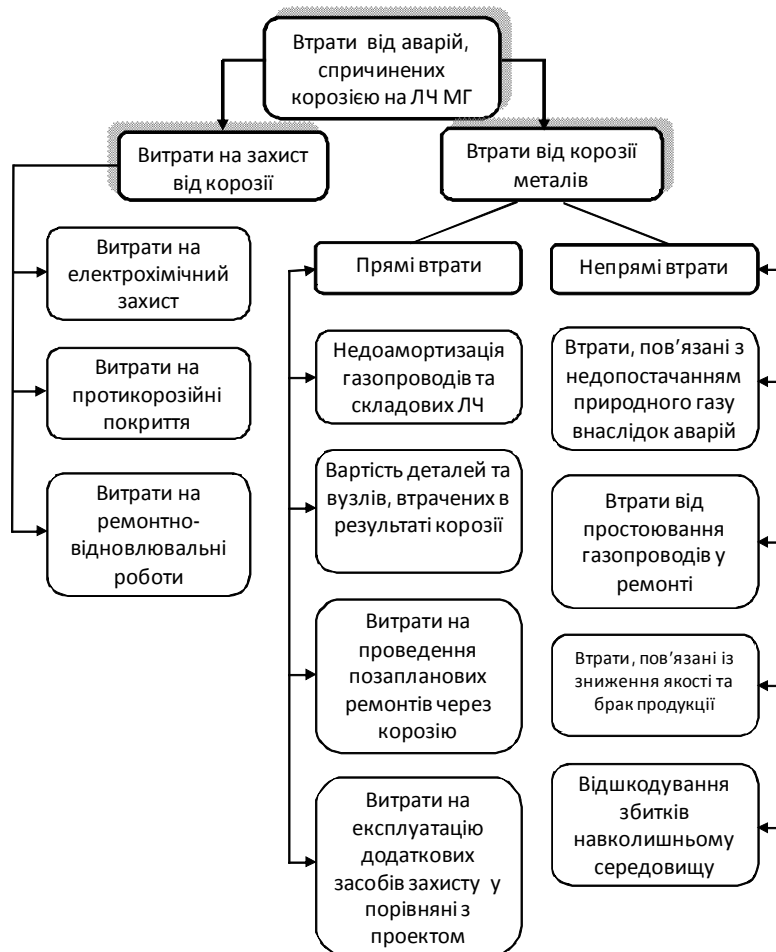 Втрати від аварій,
спричинених
корозією на ЛЧ МГ
Витрати на захист
від корозії
Втрати від корозії
металів
Витрати на
електрохімічний
захист
Витрати на
протикорозійні
покриття
Витрати на
ремонтно-
відновлювальні
роботи
Прямі втрати
Недоамортизація
газопроводів та
складових ЛЧ
Вартість деталей та
вузлів, втрачених в
результаті корозії
Витрати на
проведення
позапланових
ремонтів через
корозію
Витрати на
експлуатацію
додаткових
засобів захисту у
порівняні з
проектом
Непрямі втрати
Втрати, пов’язані з
недопостачанням
природного газу
внаслідок аварій
Втрати від
простоювання
газопроводів у
ремонті
Втрати, пов’язані із
зниження якості та
брак продукції
Відшкодування
збитків
навколишньому
середовищу